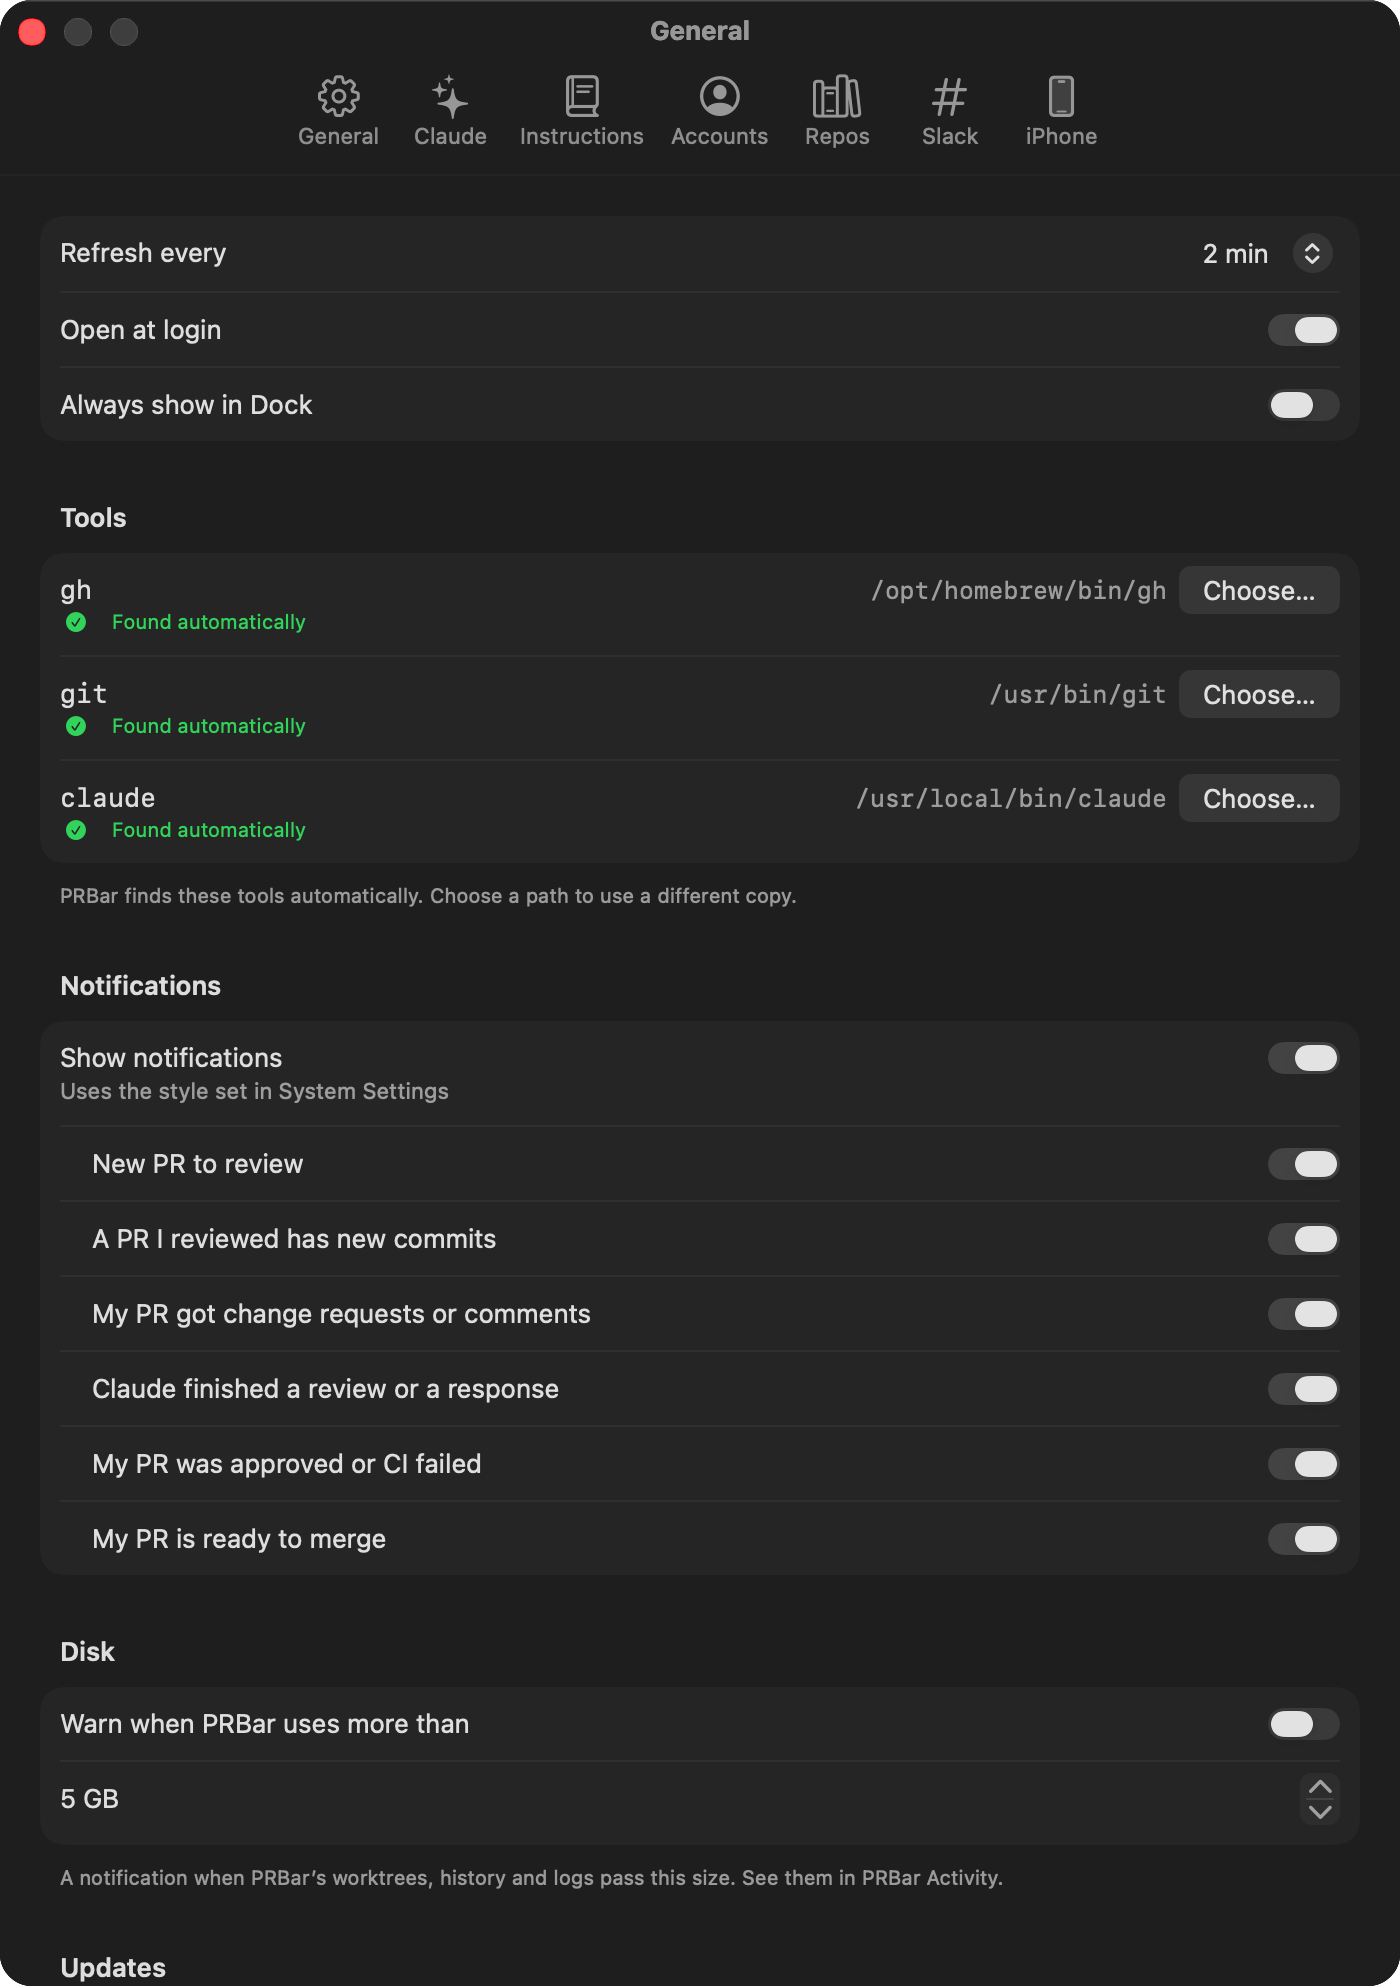 General
General
Claude
Instructions
Accounts
Repos
Slack
iPhone
Refresh every
2 min
Open at login
Always show in Dock
Tools
gh
/opt/homebrew/bin/gh
Choose...
Found automatically
git
/usr/bin/git
Choose...
Found automatically
claude
/usr/local/bin/claude
Choose...
Found automatically
PRBar finds these tools automatically. Choose a path to use a different copy.
Notifications
Show notifications
Uses the style set in System Settings
New PR to review
A PR I reviewed has new commits
My PR got change requests or comments
Claude finished a review or a response
My PR was approved or CI failed
My PR is ready to merge
Disk
Warn when PRBar uses more than
5 GB
A notification when PRBar’s worktrees, history and logs pass this size. See them in PRBar Activity.
Updates